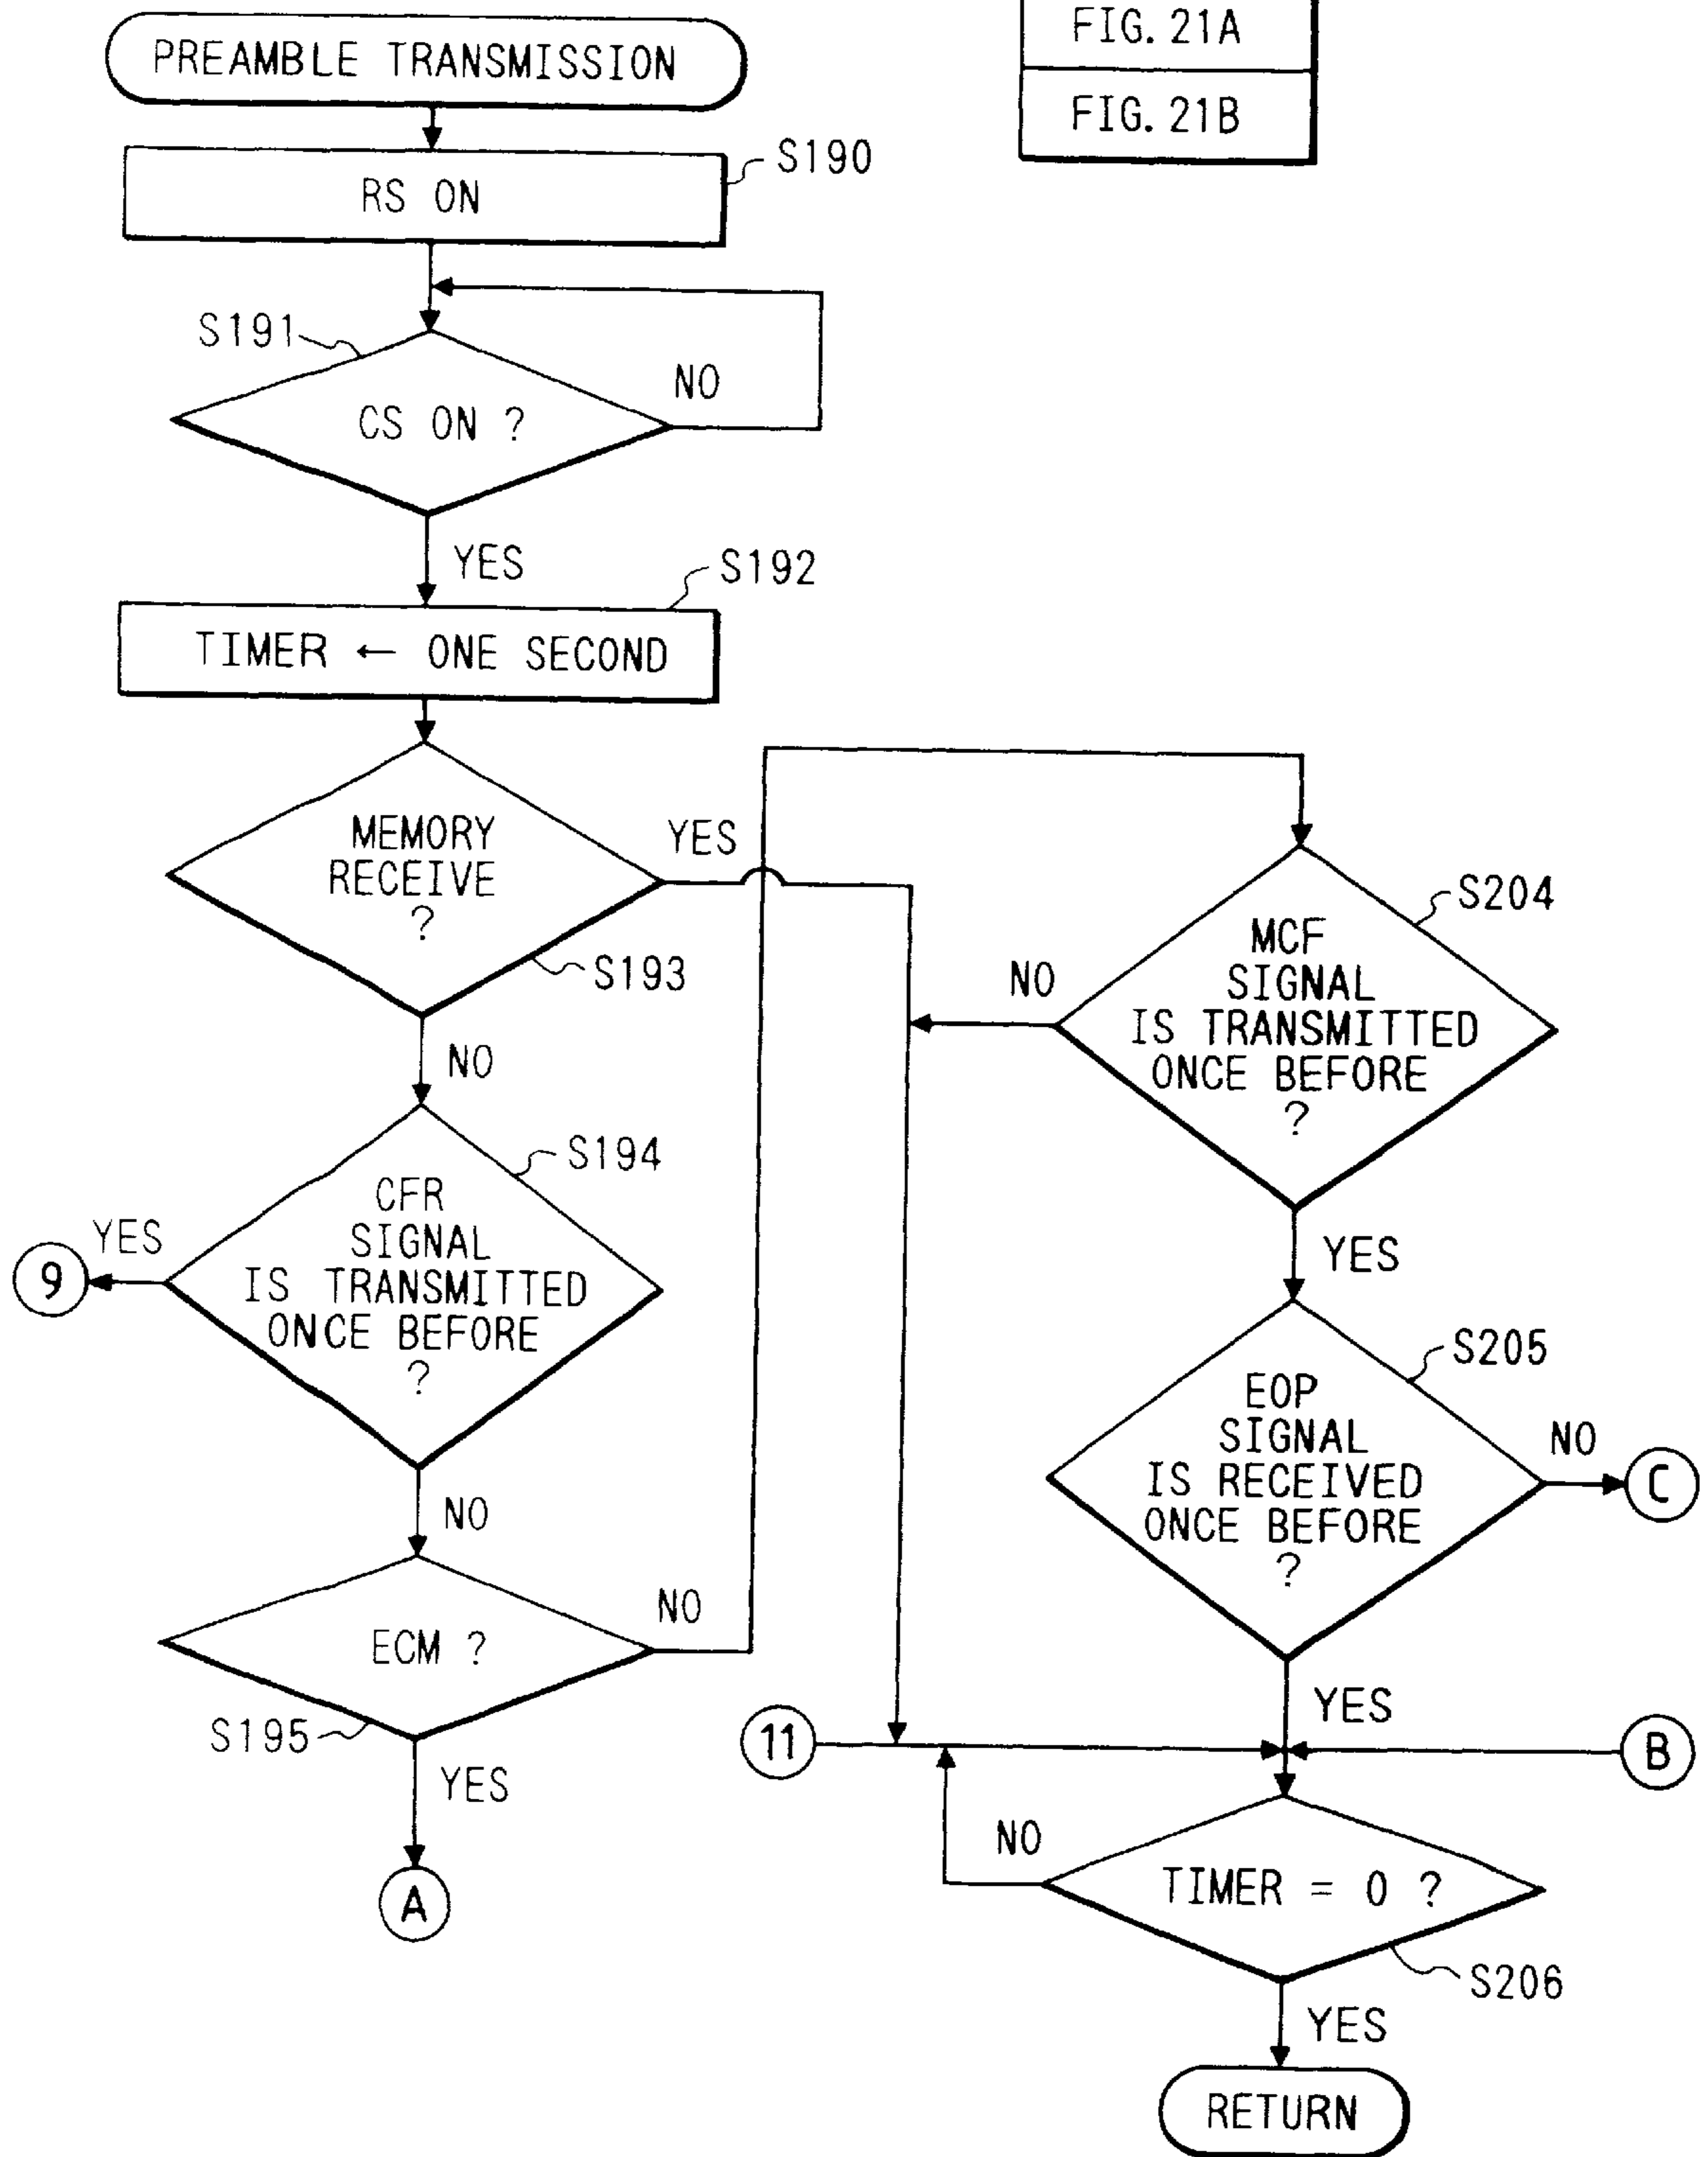 FIG. 21A
FIG. 21B
PREAMBLE TRANSMISSION
RS ON
S190
S191
CS ON ?
NO
YES
S192
TIMER ← ONE SECOND
MEMORY
RECEIVE
?
YES
S193
NO
S194
CFR
SIGNAL
IS TRANSMITTED
ONCE BEFORE
?
YES
9
NO
ECM ?
NO
S195
YES
A
S204
MCF
SIGNAL
IS TRANSMITTED
ONCE BEFORE
?
NO
YES
S205
EOP
SIGNAL
IS RECEIVED
ONCE BEFORE
?
NO
C
YES
11
B
NO
TIMER = 0 ?
S206
YES
RETURN